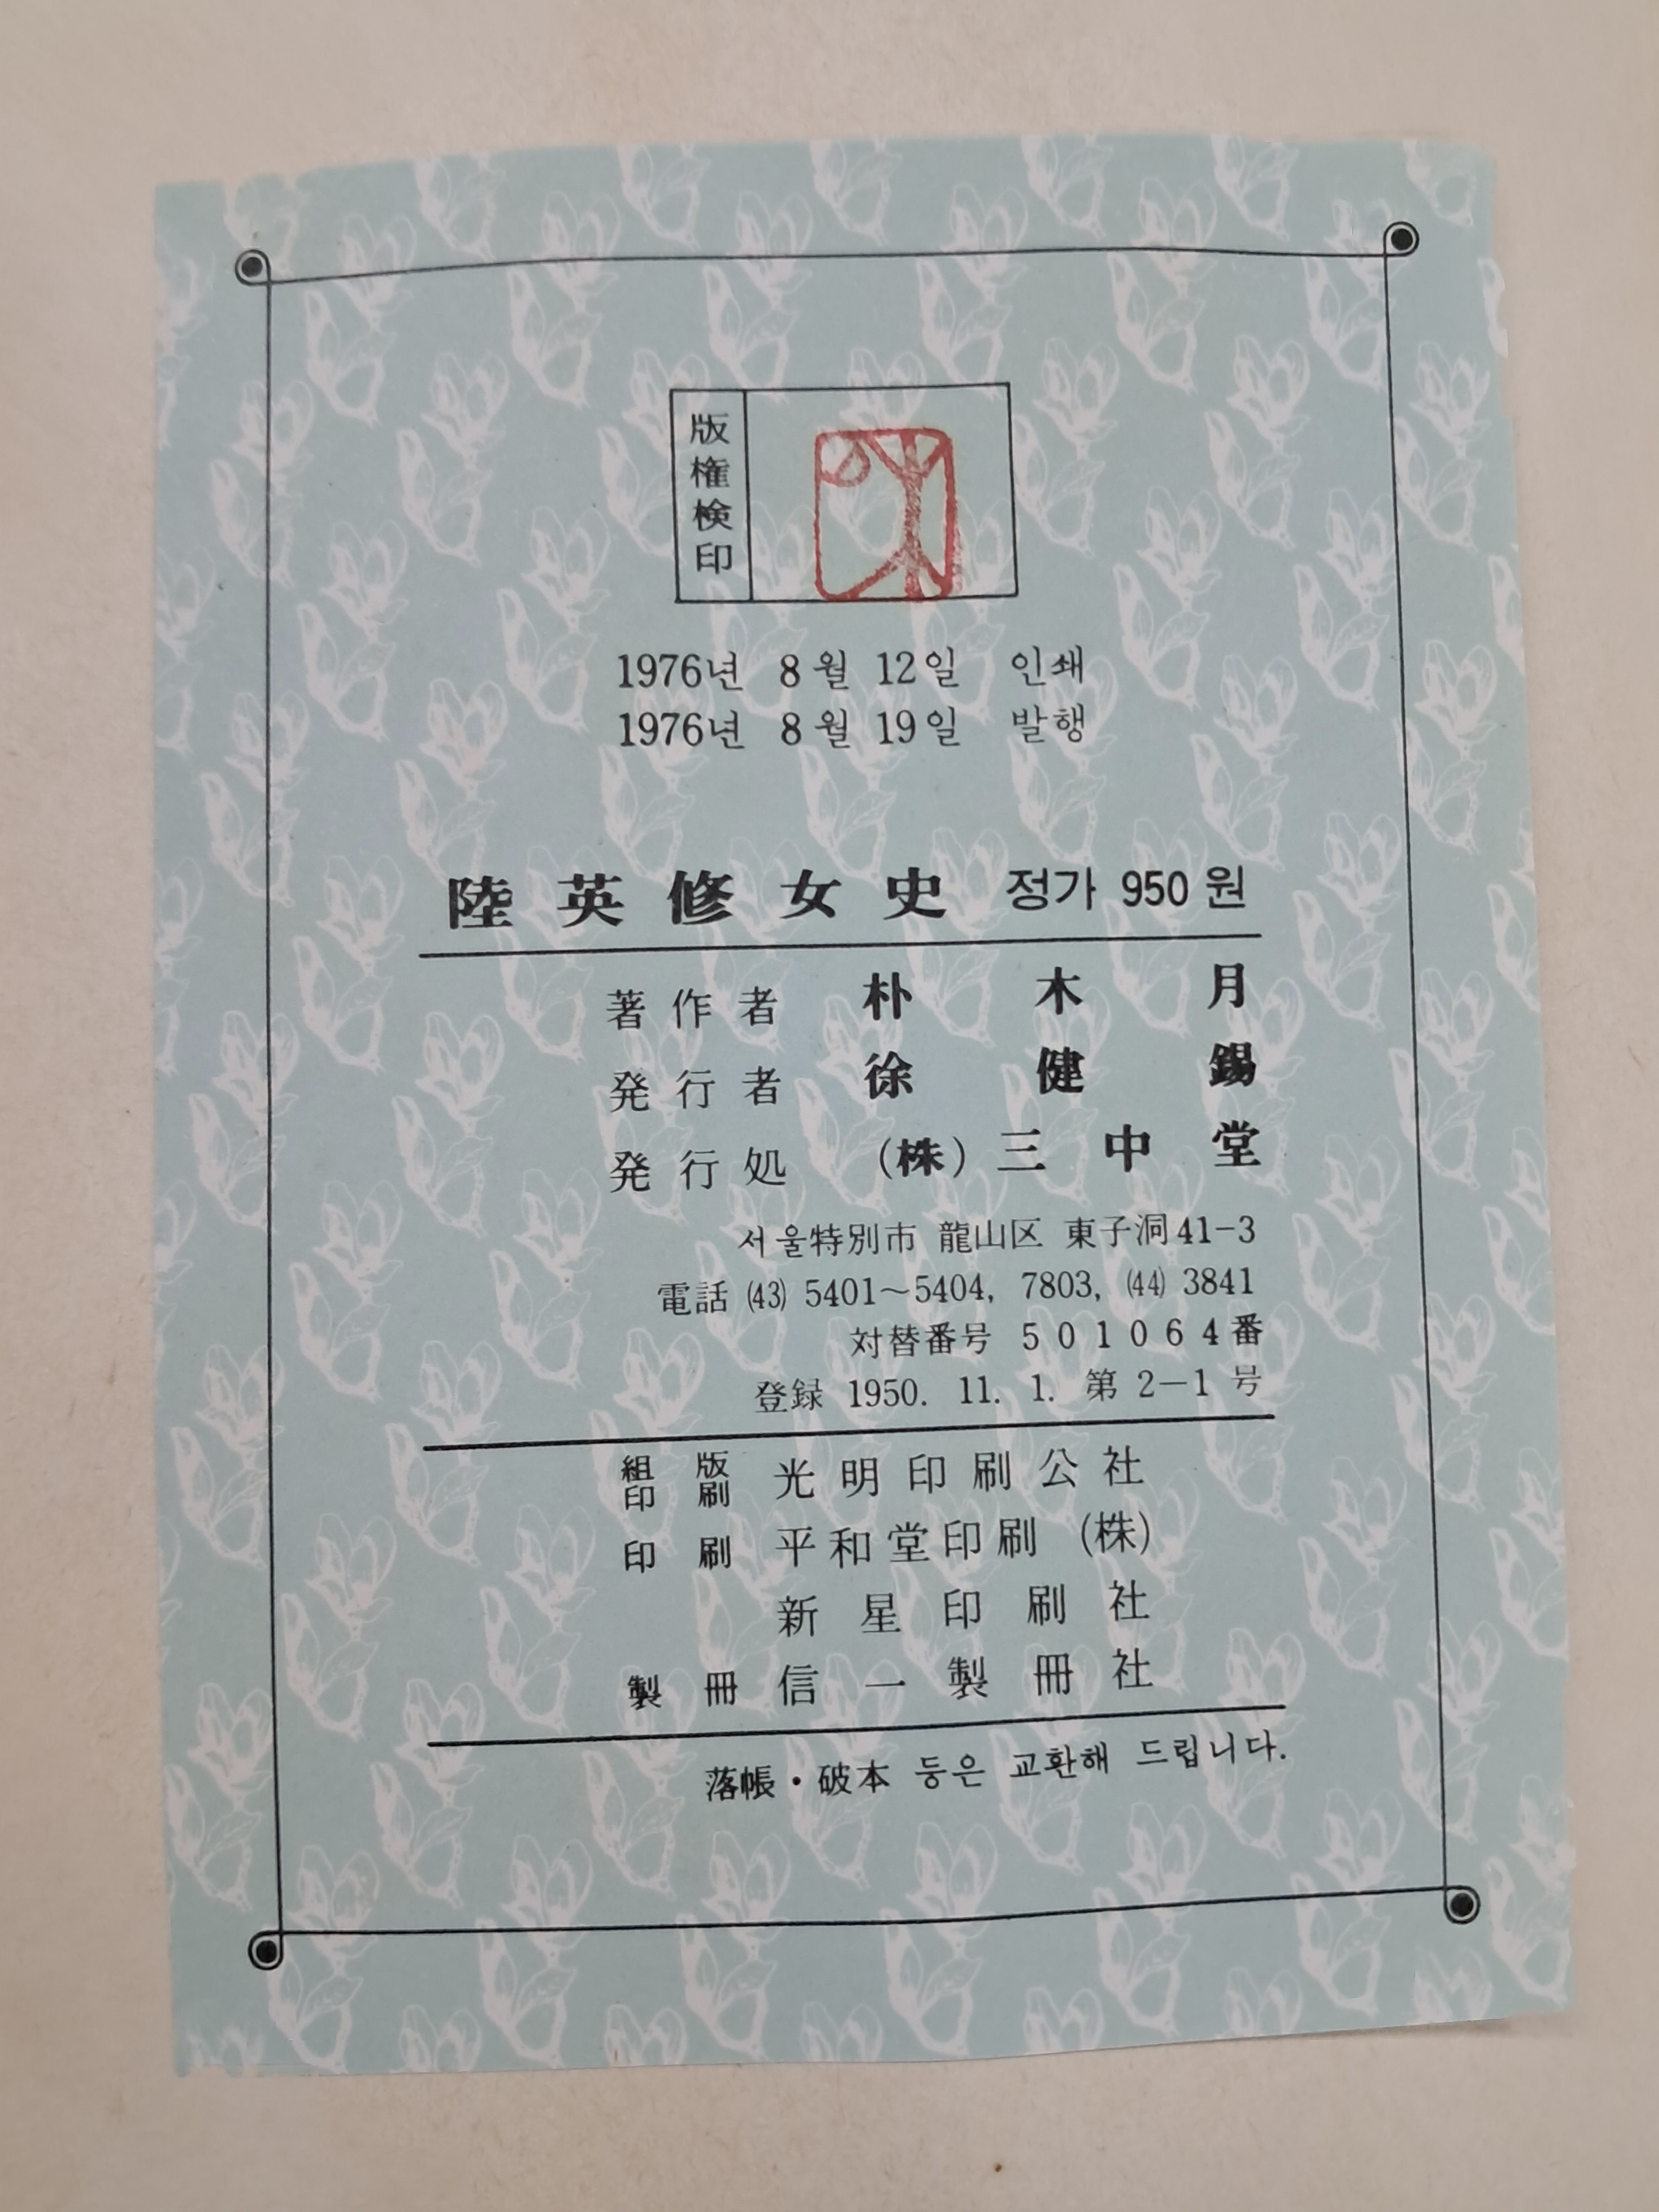 版権検印
1976년 8월 12일 인쇄
1976년 8월 19일 발행
陸英修女史 정가 950원
著作者 朴木月
発行者 徐健錫
発行処 (株)三中堂
서울特別市 龍山区 東子洞41-3
電話 (43) 5401~5404, 7803, (44) 3841
対替番号 501064番
登録 1950. 11. 1. 第 2-1 号
組版
印刷 光明印刷公社
印刷 平和堂印刷 (株)
新星印刷社
製冊 信一製冊社
落帳・破本 등은 교환해 드립니다.